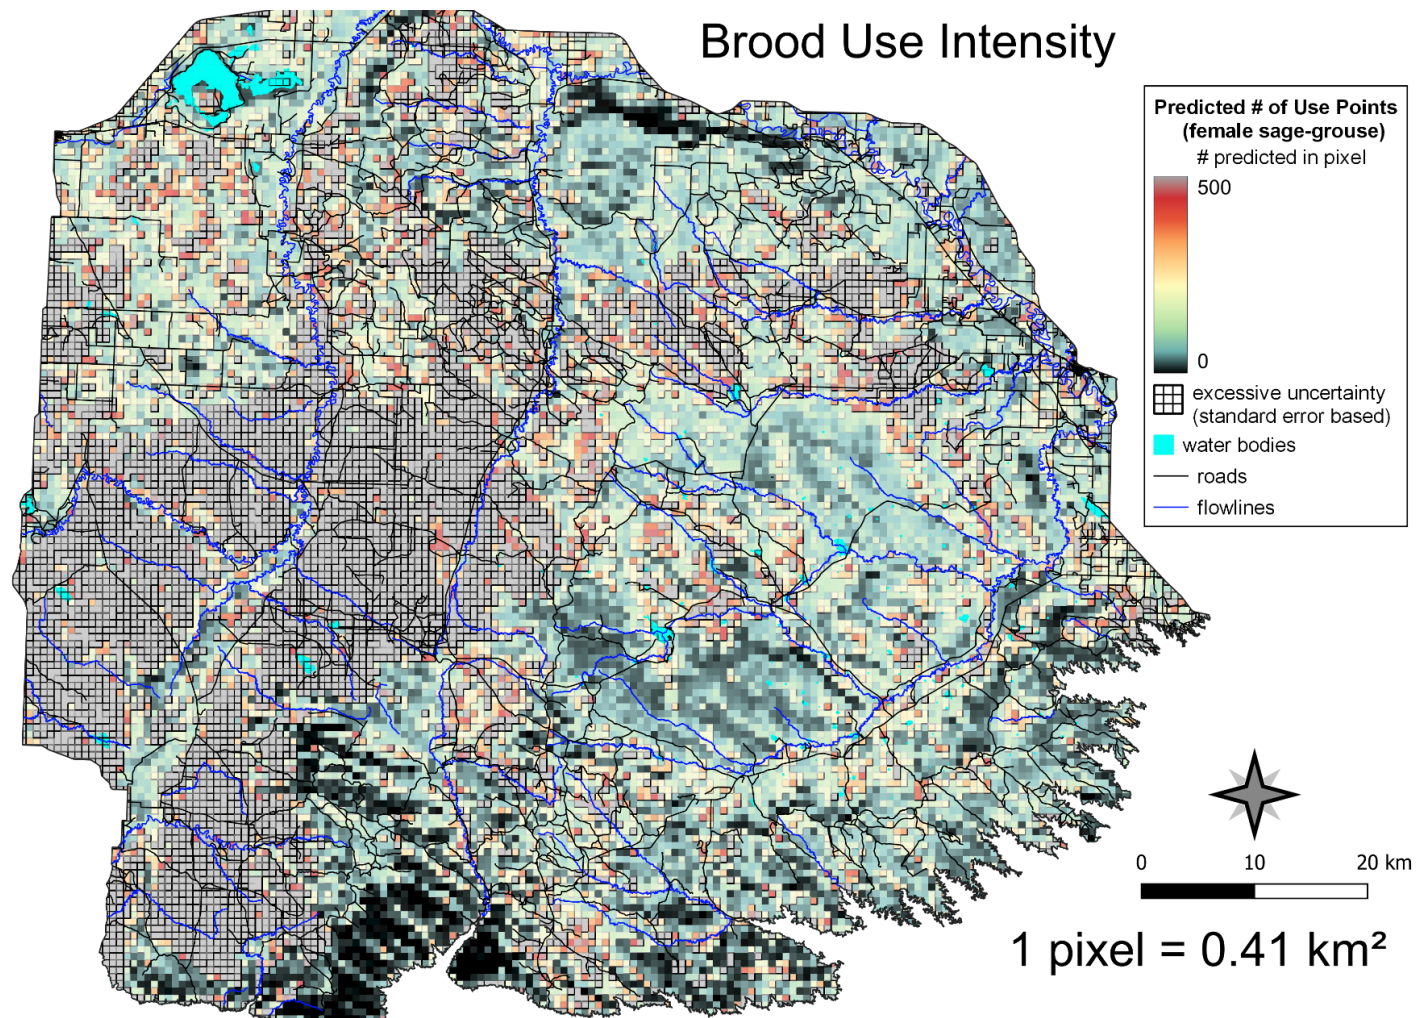 Brood Use Intensity
Predicted # of Use Points
(female sage-grouse)
# predicted in pixel
500
0
excessive uncertainty
(standard error based)
water bodies
roads
flowlines
0 10 20 km
1 pixel = 0.41 km²